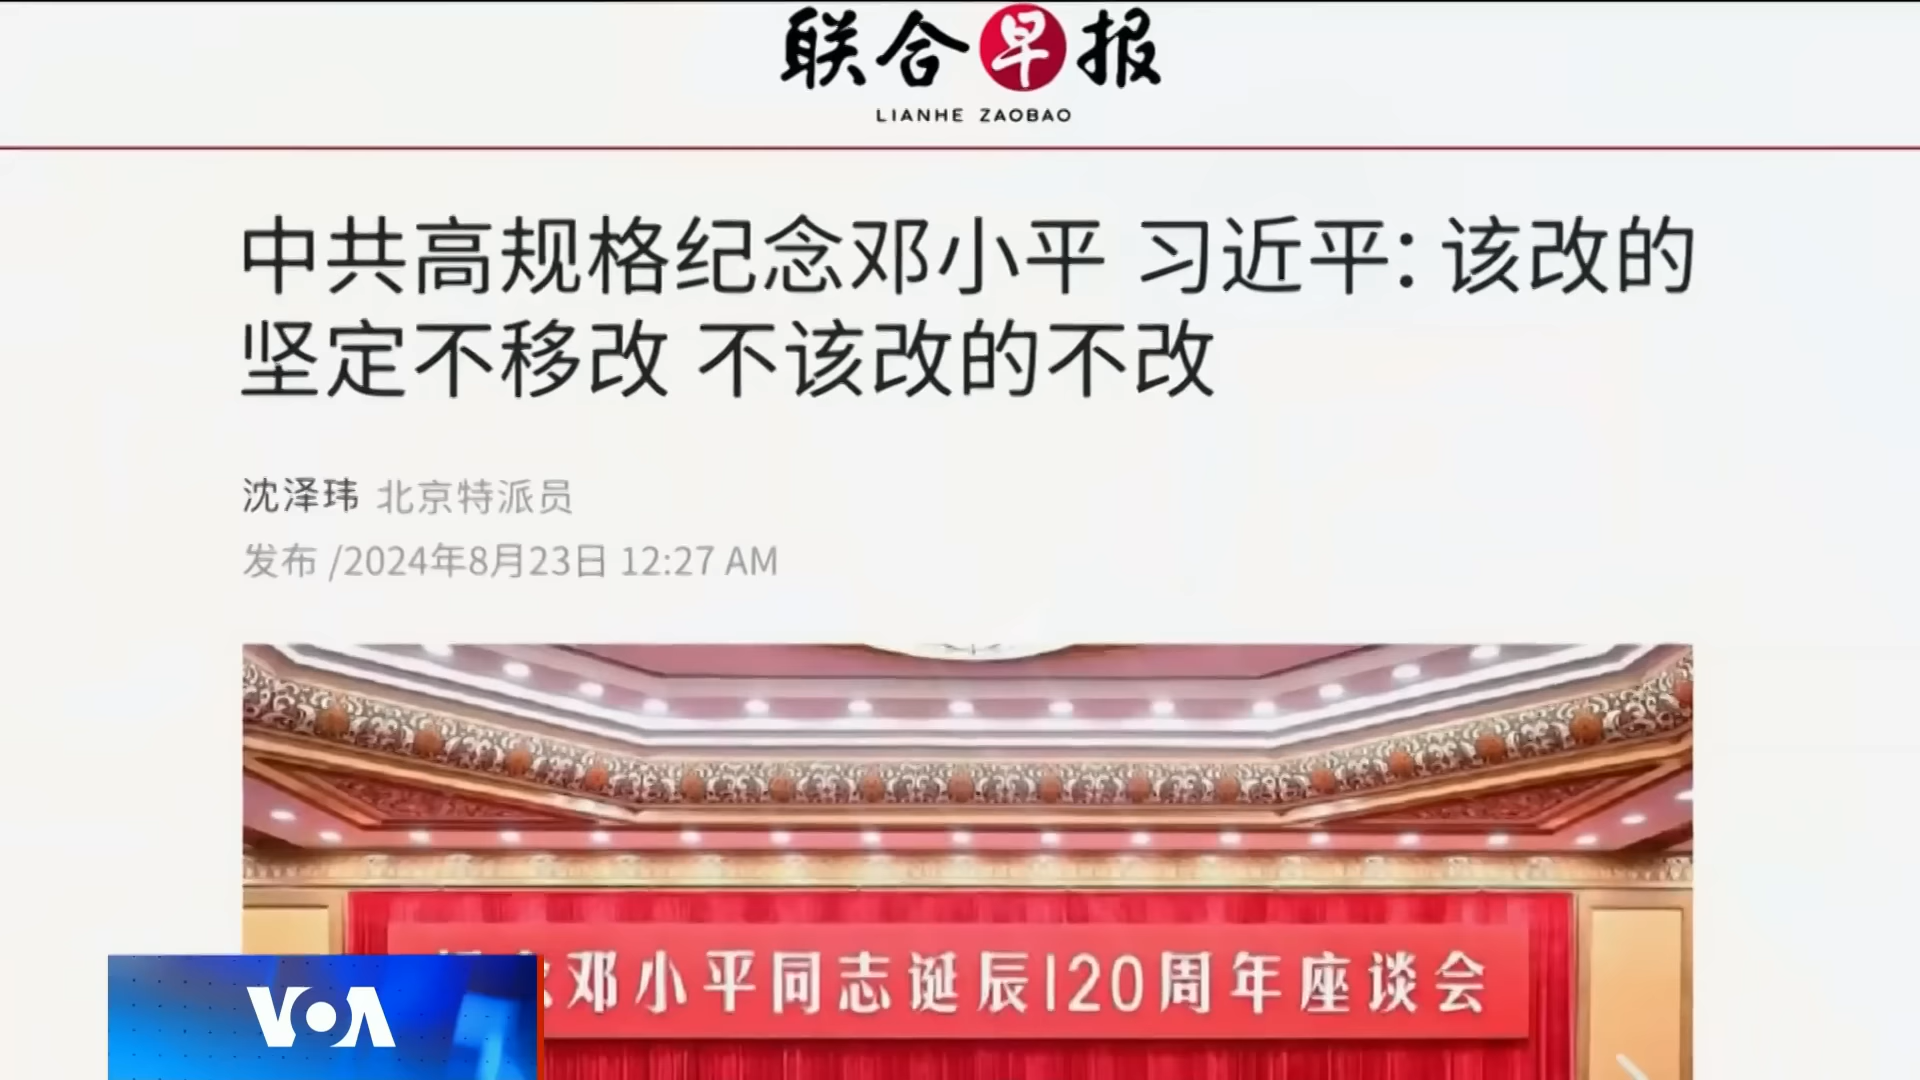 联合早报
LIANHE ZAOBAO
中共高规格纪念邓小平 习近平: 该改的
坚定不移改 不该改的不改
沈泽玮 北京特派员
发布 /2024年8月23日 12:27 AM
邓小平同志诞辰120周年座谈会
VOA